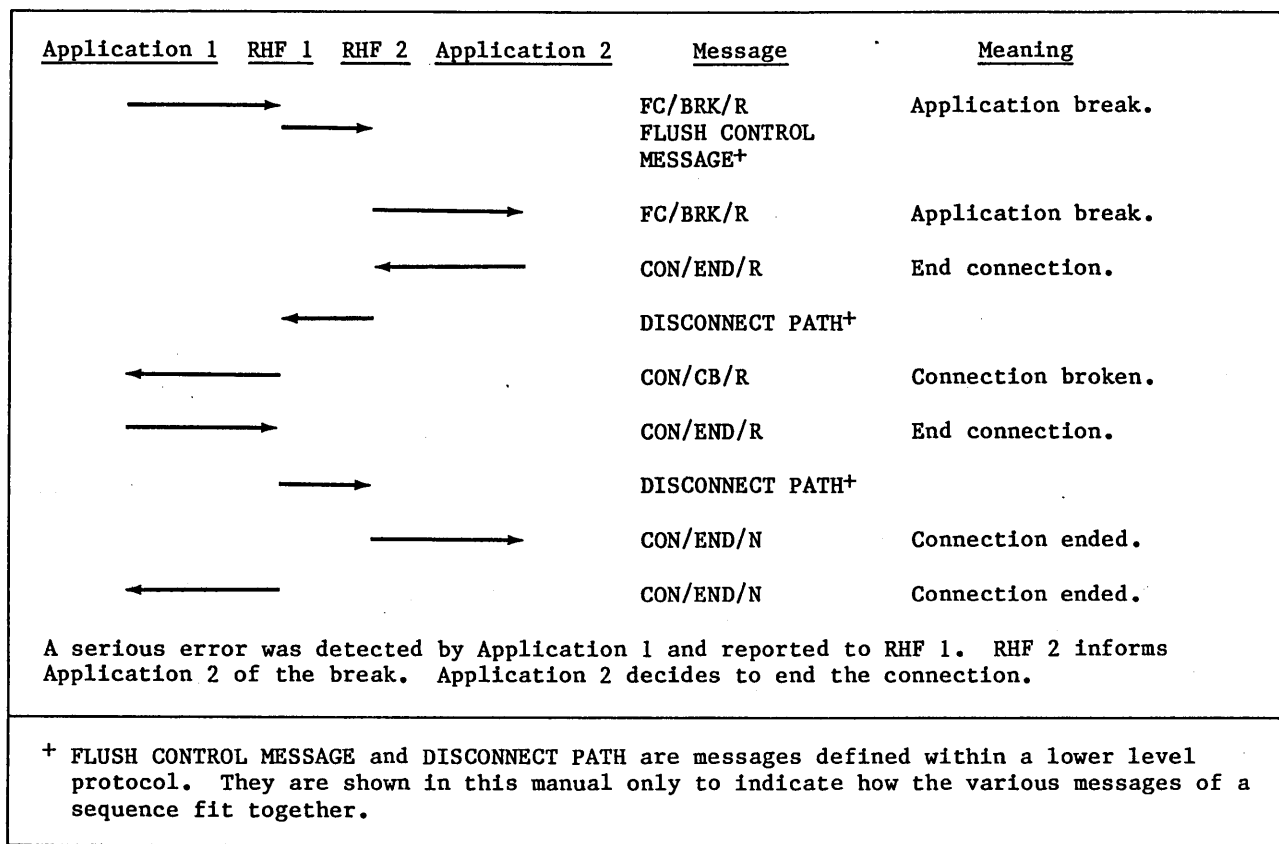 Application 1 RHF 1 RHF 2 Application 2 Message Meaning
FC/BRK/R Application break.
FLUSH CONTROL
MESSAGE+
FC/BRK/R Application break.
CON/END/R End connection.
DISCONNECT PATH+
CON/CB/R Connection broken.
CON/END/R End connection.
DISCONNECT PATH+
CON/END/N Connection ended.
CON/END/N Connection ended.
A serious error was detected by Application 1 and reported to RHF 1. RHF 2 informs
Application 2 of the break. Application 2 decides to end the connection.
+ FLUSH CONTROL MESSAGE and DISCONNECT PATH are messages defined within a lower level
protocol. They are shown in this manual only to indicate how the various messages of a
sequence fit together.